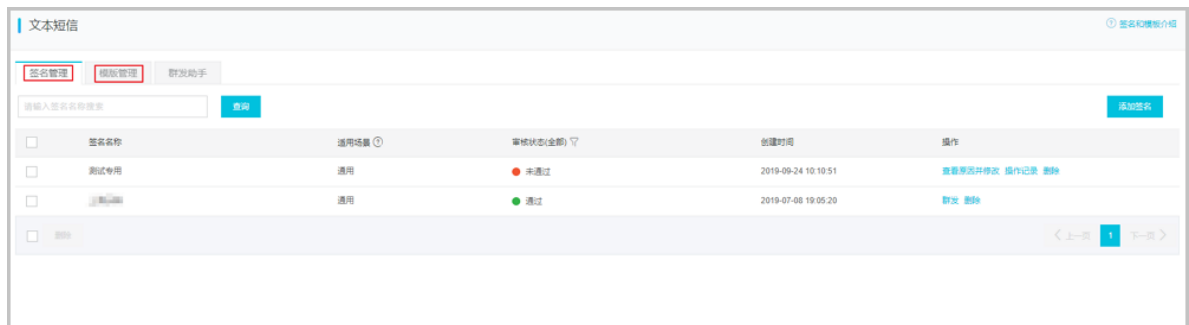 文本短信
签名和模板介绍
签名管理 模版管理 群发助手
请输入签名名称搜索 查询 添加签名
签名名称 适用场景 审核状态(全部) 创建时间 操作
测试专用 通用 未通过 2019-09-24 10:10:51 查看原因并修改 操作记录 删除
通用 通过 2019-07-08 19:05:20 群发 删除
删除 上一页 1 下一页